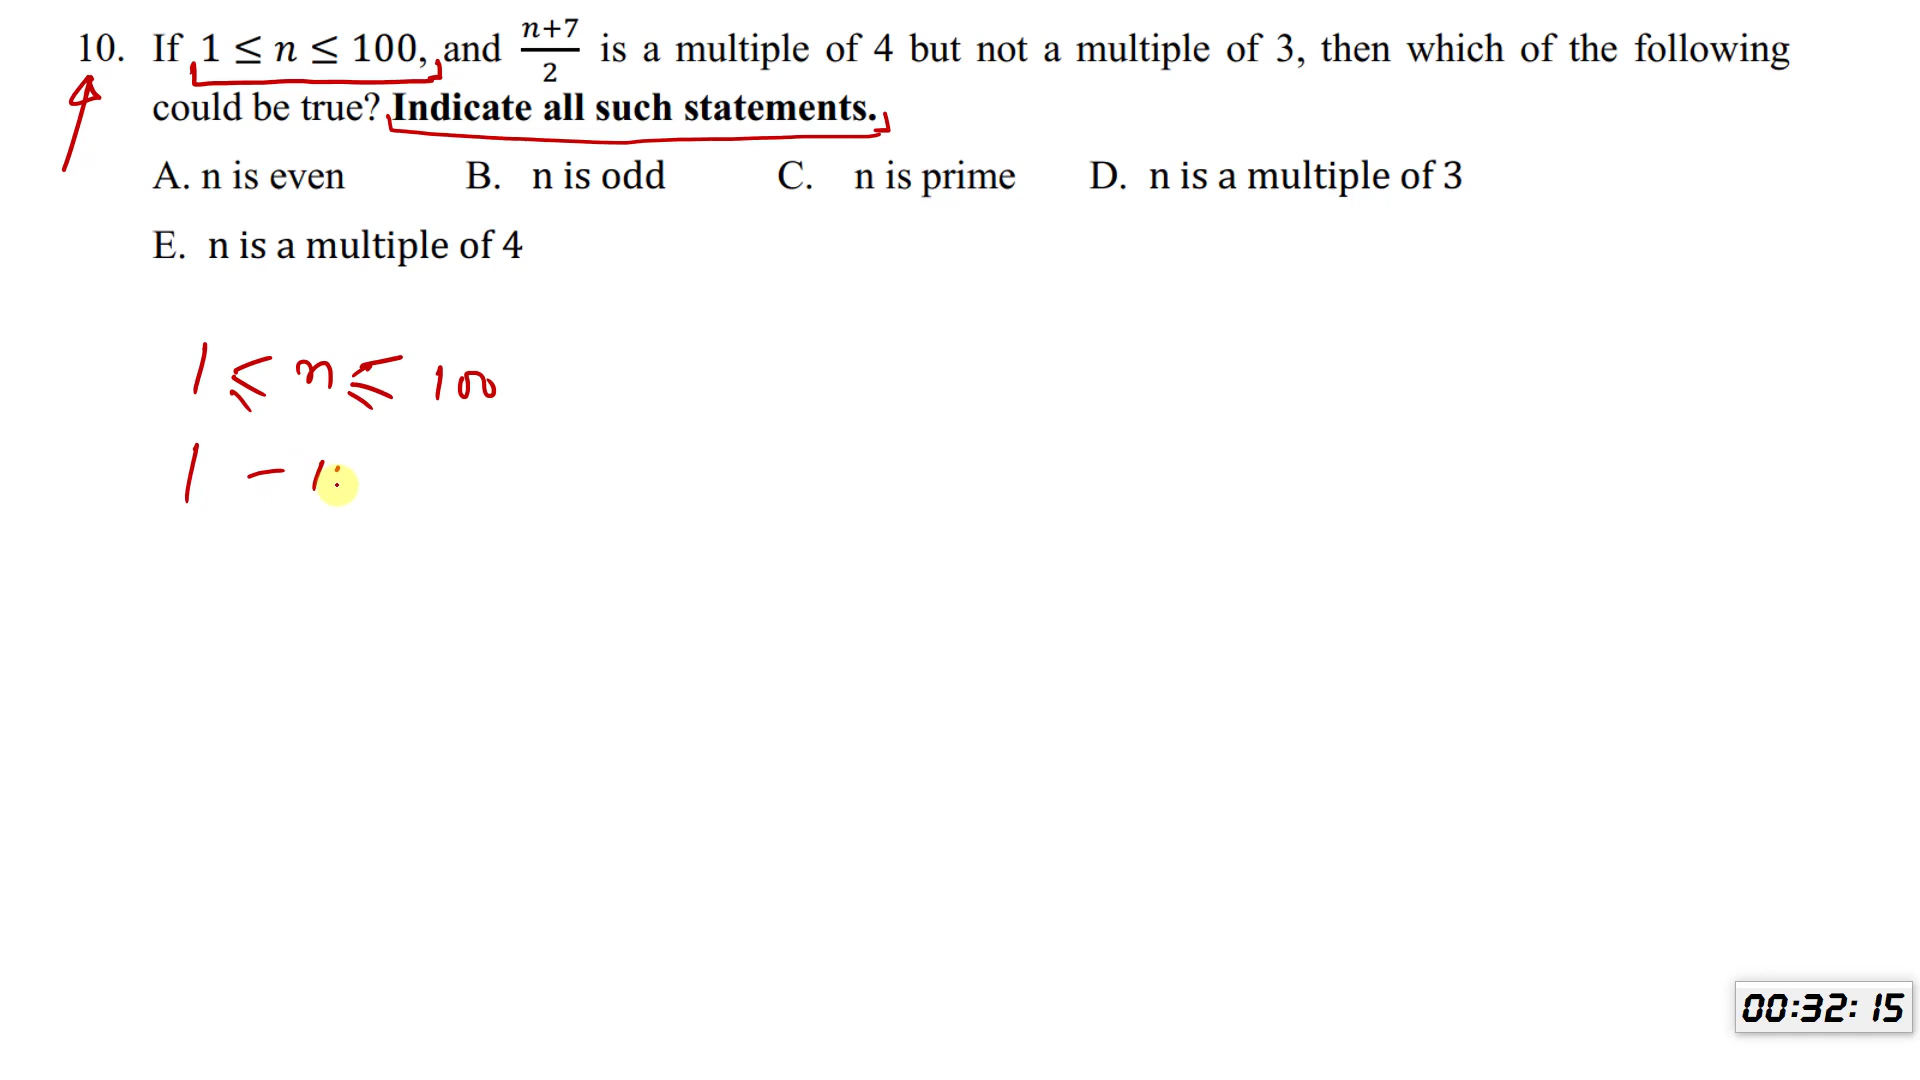 10. If 1 ≤ n ≤ 100, and (n+7)/2 is a multiple of 4 but not a multiple of 3, then which of the following
could be true? Indicate all such statements.
A. n is even B. n is odd C. n is prime D. n is a multiple of 3
E. n is a multiple of 4
1 ≤ n ≤ 100
1 –
00:32:15